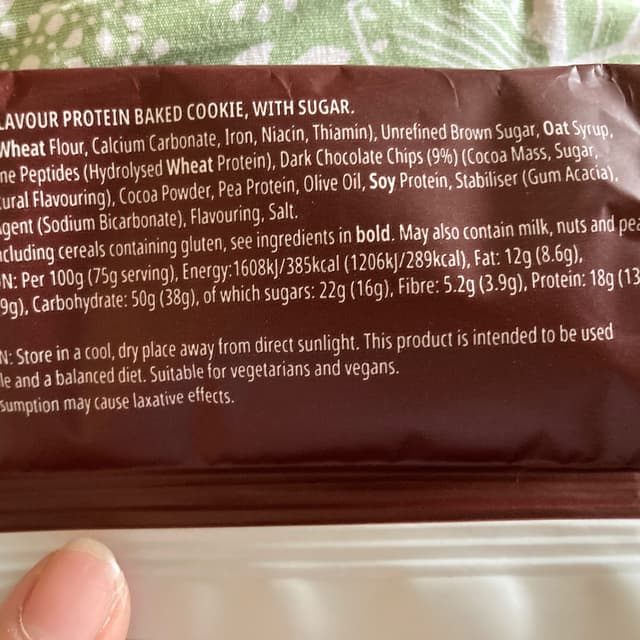 LAVOUR PROTEIN BAKED COOKIE, WITH SUGAR.
Wheat Flour, Calcium Carbonate, Iron, Niacin, Thiamin), Unrefined Brown Sugar, Oat Syrup,
ne Peptides (Hydrolysed Wheat Protein), Dark Chocolate Chips (9%) (Cocoa Mass, Sugar,
ural Flavouring), Cocoa Powder, Pea Protein, Olive Oil, Soy Protein, Stabiliser (Gum Acacia),
gent (Sodium Bicarbonate), Flavouring, Salt.
cluding cereals containing gluten, see ingredients in bold. May also contain milk, nuts and pea
N: Per 100g (75g serving), Energy:1608kJ/385kcal (1206kJ/289kcal), Fat: 12g (8.6g),
9g), Carbohydrate: 50g (38g), of which sugars: 22g (16g), Fibre: 5.2g (3.9g), Protein: 18g (13
N: Store in a cool, dry place away from direct sunlight. This product is intended to be used
le and a balanced diet. Suitable for vegetarians and vegans.
sumption may cause laxative effects.